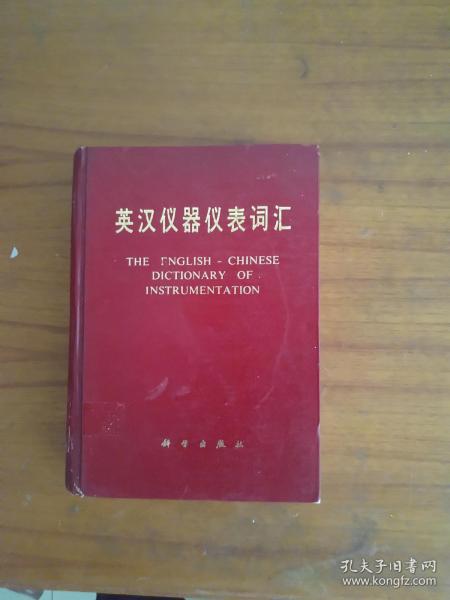 英汉仪器仪表词汇
THE ENGLISH - CHINESE
DICTIONARY OF
INSTRUMENTATION
科学出版社
孔夫子旧书网
www.kongfz.com